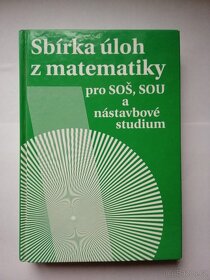 Sbírka úloh
z matematiky
pro SOŠ, SOU
a
nástavbové
studium